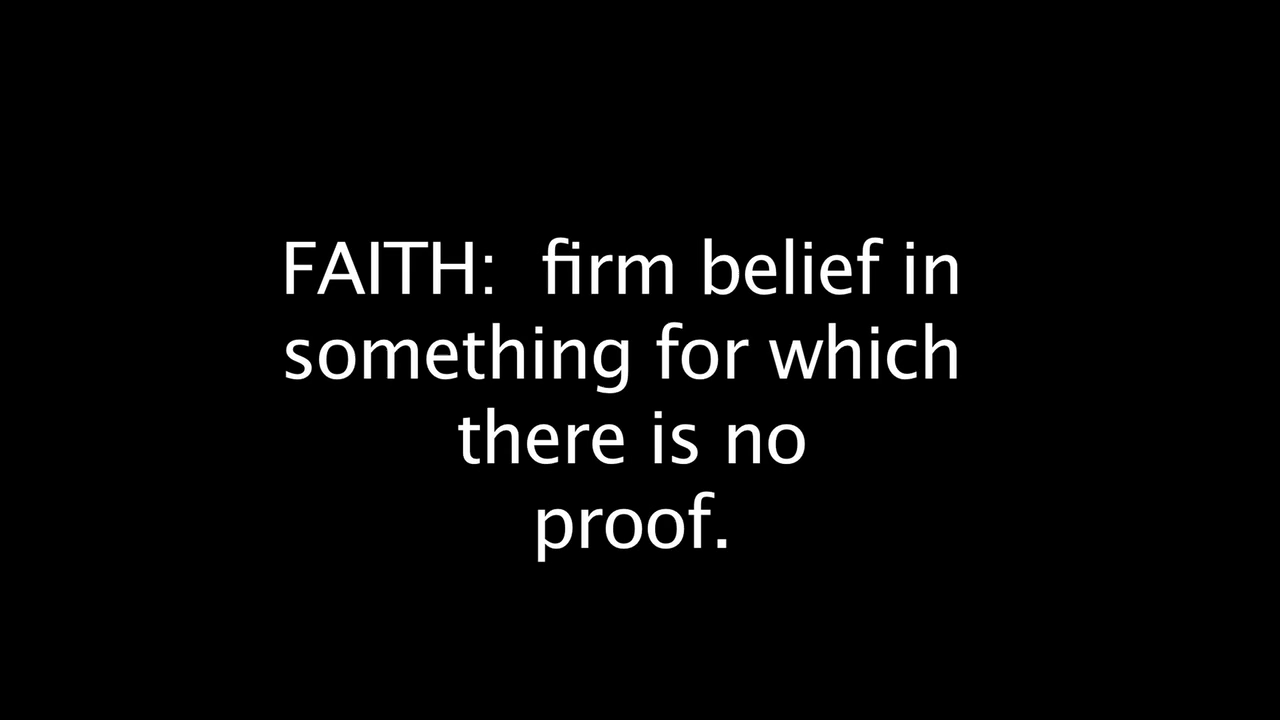 FAITH:  firm belief in
something for which
there is no
proof.